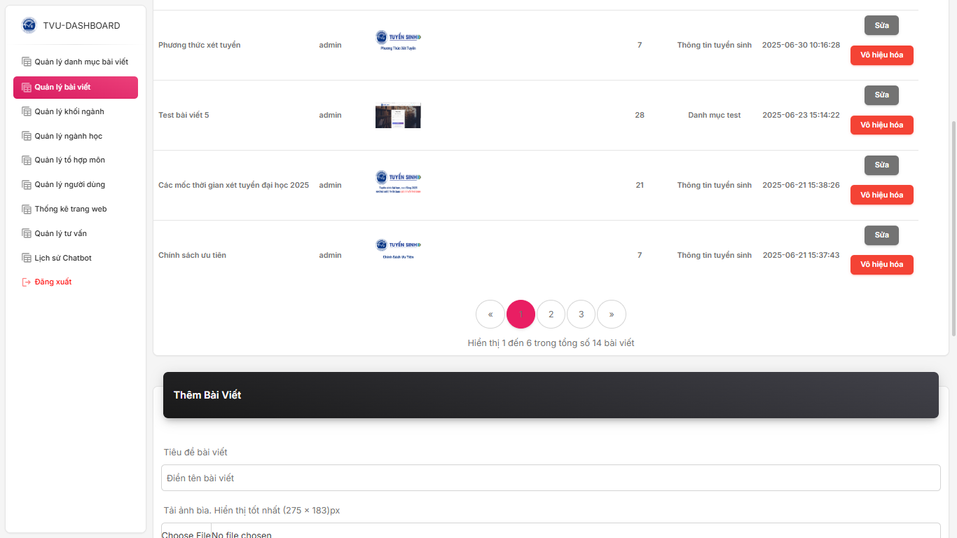 TVU-DASHBOARD
Quản lý danh mục bài viết
Quản lý bài viết
Quản lý khối ngành
Quản lý ngành học
Quản lý tổ hợp môn
Quản lý người dùng
Thống kê trang web
Quản lý tư vấn
Lịch sử Chatbot
Đăng xuất
Phương thức xét tuyển admin TUYỂN SINH Phương Thức Xét Tuyển 7 Thông tin tuyển sinh 2025-06-30 10:16:28 Sửa
Vô hiệu hóa
Test bài viết 5 admin 28 Danh mục test 2025-06-23 15:14:22 Sửa
Vô hiệu hóa
Các mốc thời gian xét tuyển đại học 2025 admin TUYỂN SINH 21 Thông tin tuyển sinh 2025-06-21 15:38:26 Sửa
Vô hiệu hóa
Chính sách ưu tiên admin TUYỂN SINH Chính Sách Ưu Tiên 7 Thông tin tuyển sinh 2025-06-21 15:37:43 Sửa
Vô hiệu hóa
« 1 2 3 »
Hiển thị 1 đến 6 trong tổng số 14 bài viết
Thêm Bài Viết
Tiêu đề bài viết
Điền tên bài viết
Tải ảnh bìa. Hiển thị tốt nhất (275 x 183)px
Choose File No file chosen